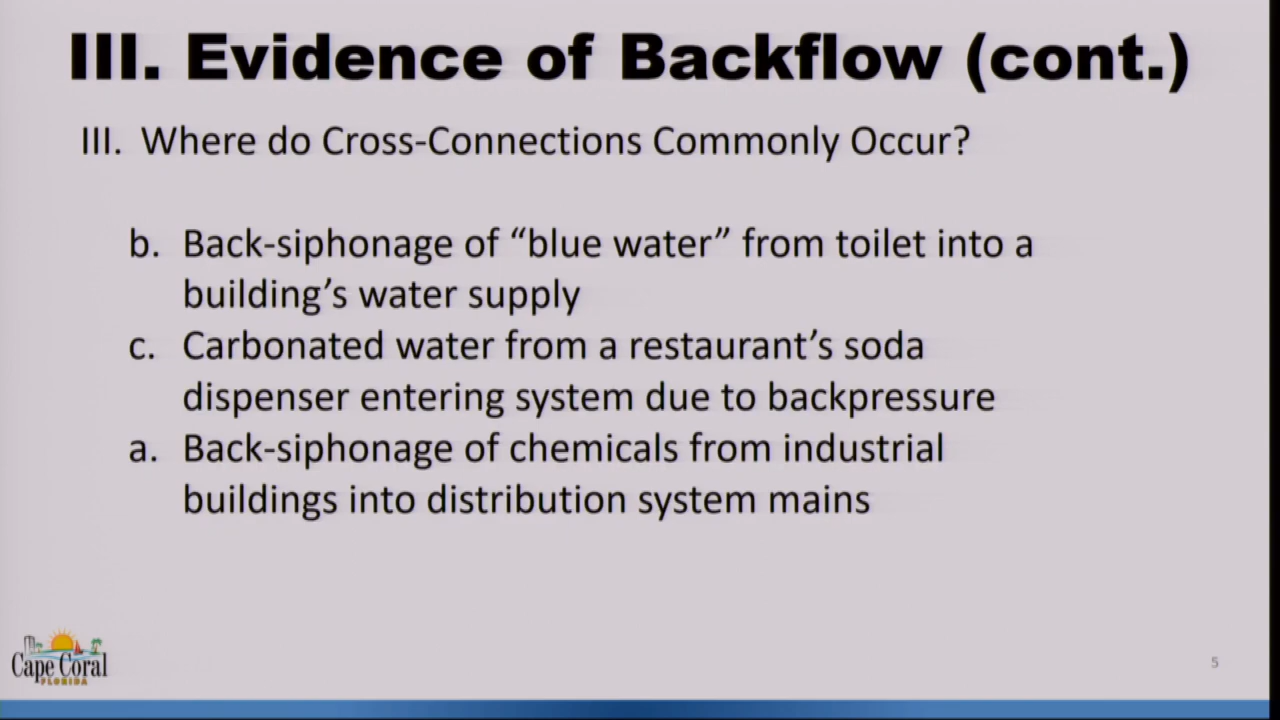 III. Evidence of Backflow (cont.)
III. Where do Cross-Connections Commonly Occur?
b. Back-siphonage of “blue water” from toilet into a
building’s water supply
c. Carbonated water from a restaurant’s soda
dispenser entering system due to backpressure
a. Back-siphonage of chemicals from industrial
buildings into distribution system mains
Cape Coral
FLORIDA
5